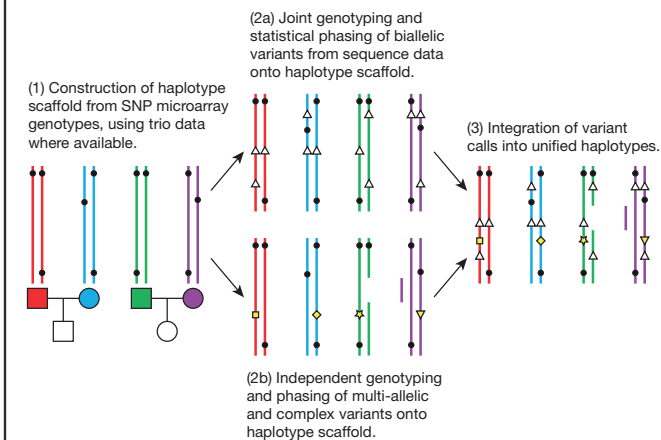 (1) Construction of haplotype
scaffold from SNP microarray
genotypes, using trio data
where available.
(2a) Joint genotyping and
statistical phasing of biallelic
variants from sequence data
onto haplotype scaffold.
(2b) Independent genotyping
and phasing of multi-allelic
and complex variants onto
haplotype scaffold.
(3) Integration of variant
calls into unified haplotypes.